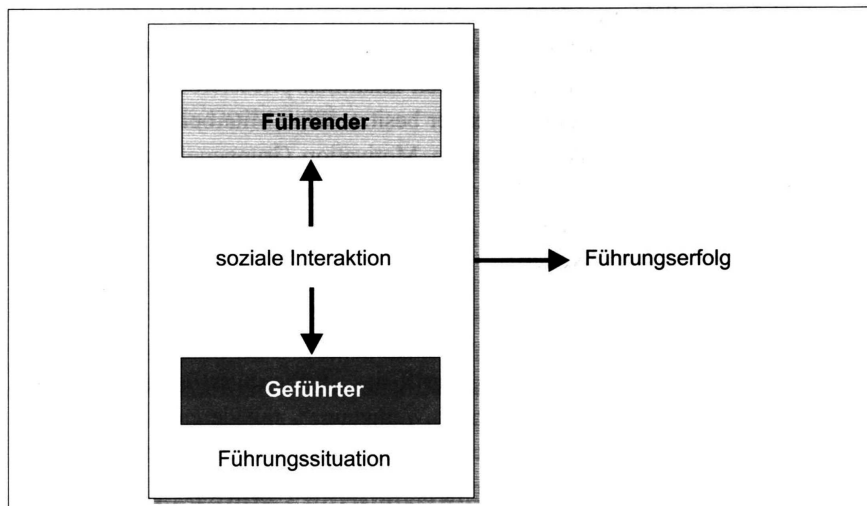 Führender
soziale Interaktion
Führungserfolg
Geführter
Führungssituation